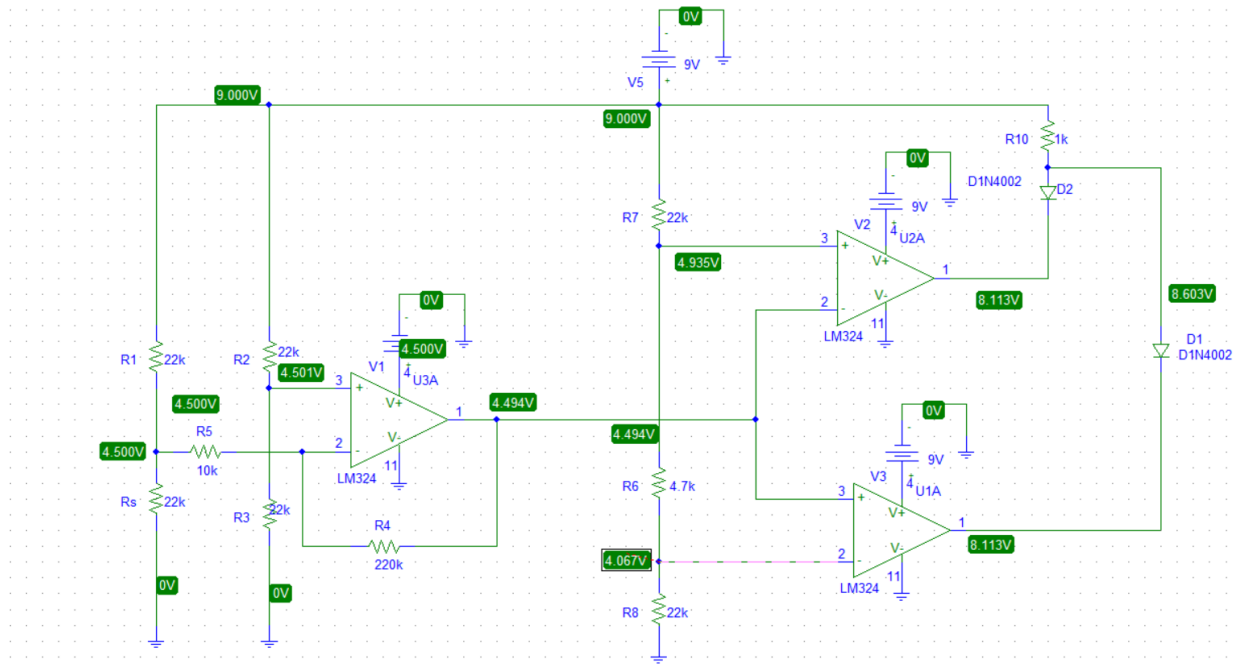 0V
-
9V
V5
+
9.000V
9.000V
R10
1k
0V
D1N4002
D2
-
9V
V2
+
4
U2A
R7
22k
3
+
4.935V
V+
1
8.113V
8.603V
2
-
V-
11
LM324
0V
-
D1
D1N4002
R1
22k
R2
22k
4.500V
V1
+
4
U3A
4.501V
3
+
V+
1
4.494V
4.500V
0V
-
R5
4.494V
4.500V
10k
2
-
V-
11
LM324
9V
V3
+
4
U1A
R6
4.7k
3
+
V+
1
8.113V
Rs
22k
R3
22k
R4
220k
4.067V
2
-
V-
11
LM324
0V
0V
R8
22k